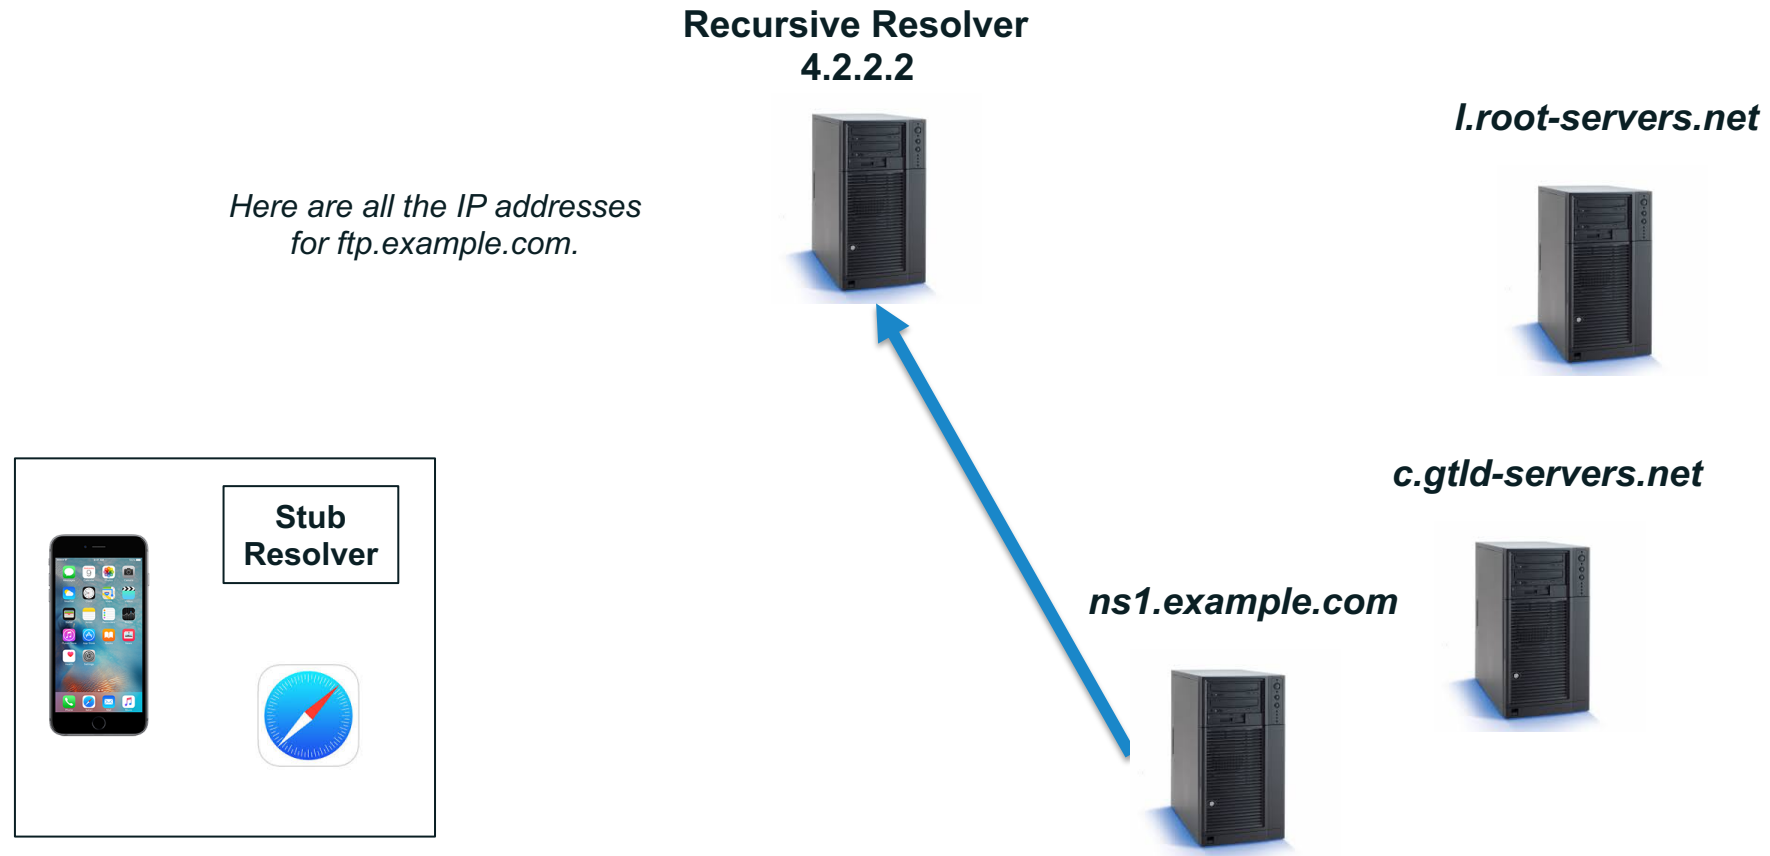 Recursive Resolver
4.2.2.2
l.root-servers.net
Here are all the IP addresses
for ftp.example.com.
c.gtld-servers.net
Stub
Resolver
ns1.example.com